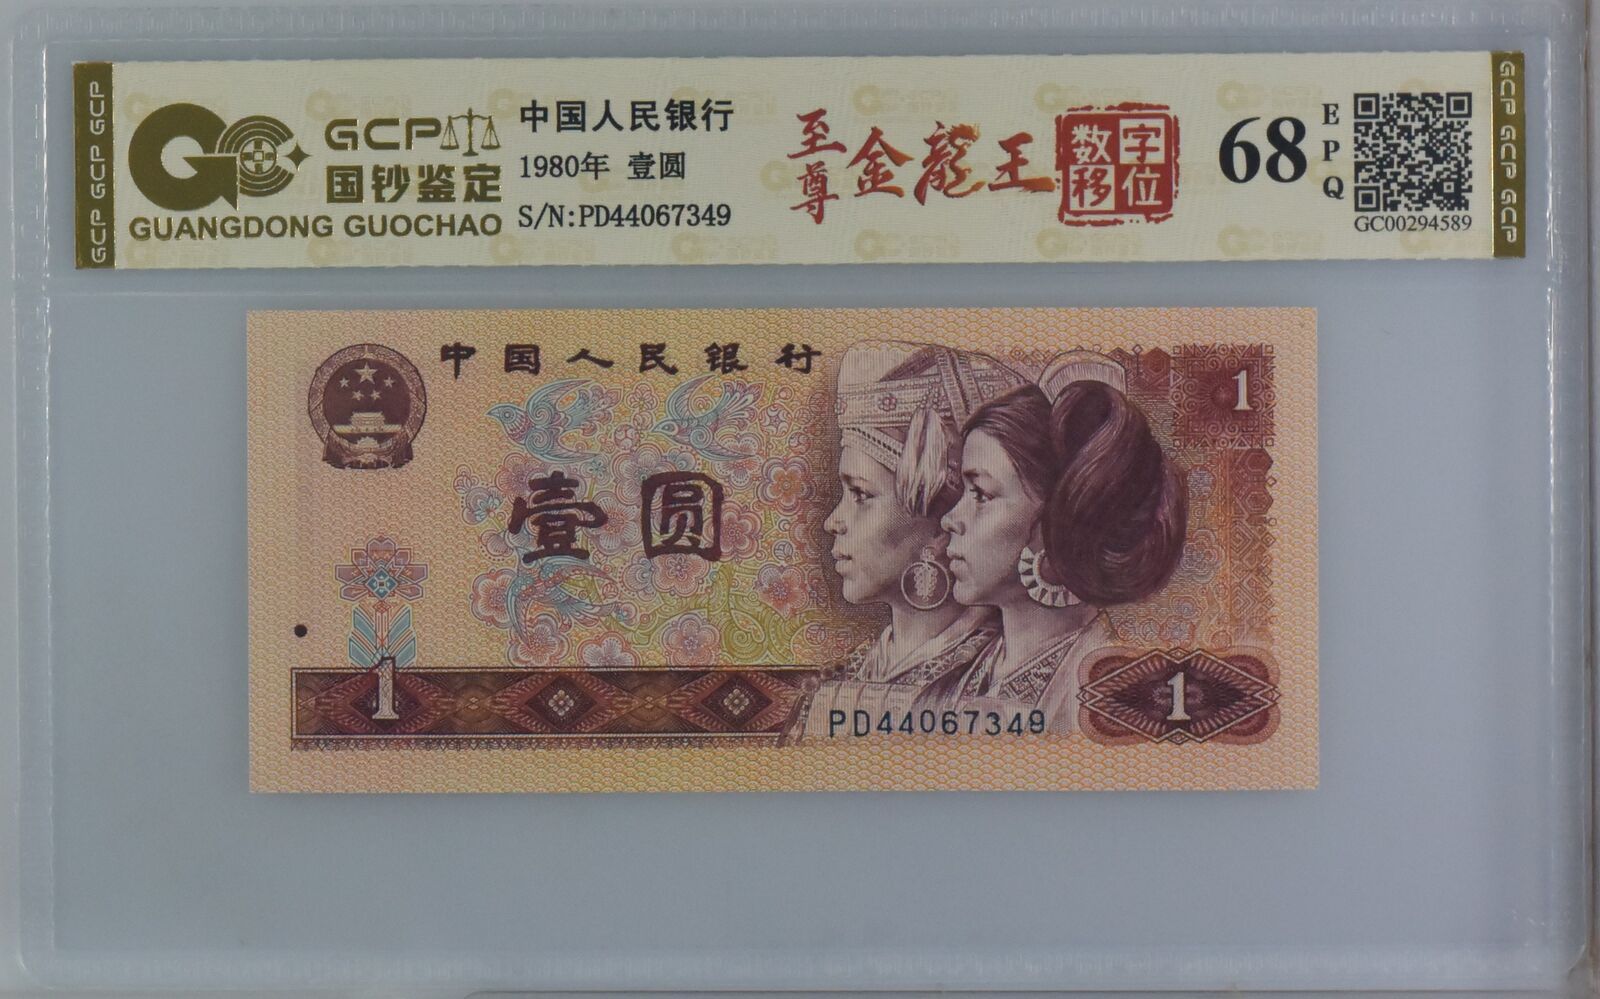 GCP GCP GCP
GCP
国钞鉴定
GUANGDONG GUOCHAO
中国人民银行
1980年 壹圆
S/N:PD44067349
至尊
金龍王
数字
移位
68
EPQ
GC00294589
GCP GCP GCP
中国人民银行
1
壹圆
1
PD44067349
1